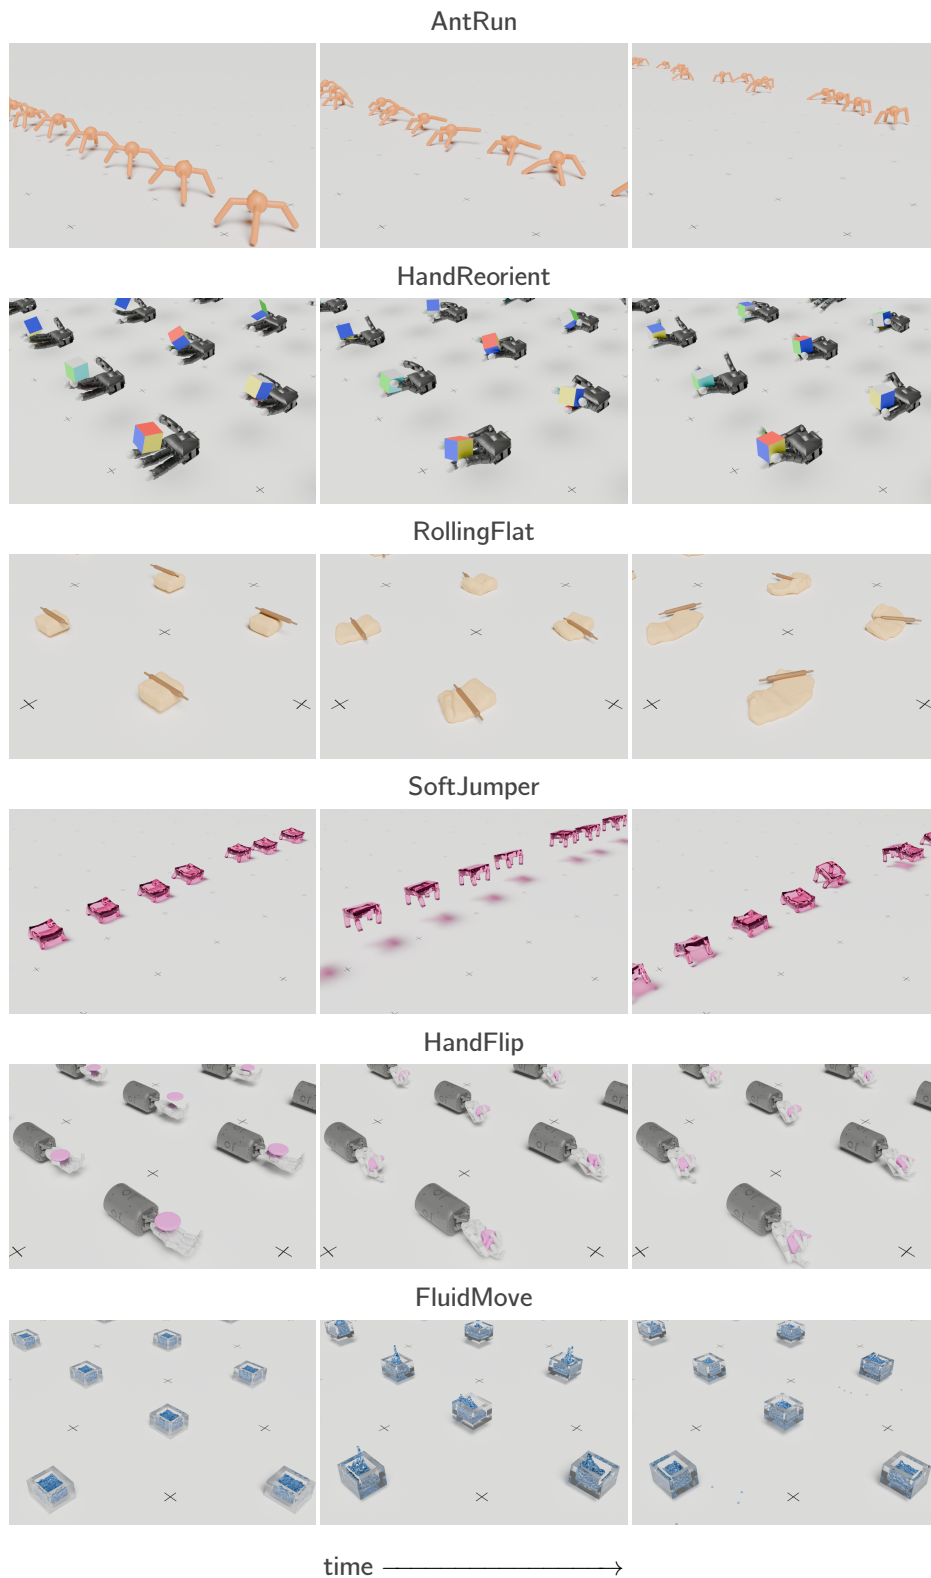 AntRun
HandReorient
RollingFlat
SoftJumper
HandFlip
FluidMove
time